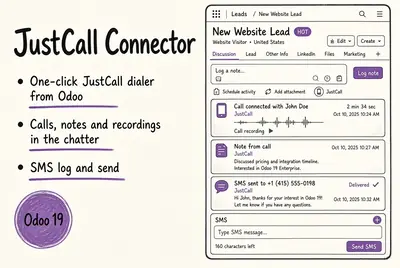 JustCall Connector
One-click JustCall dialer
from Odoo
Calls, notes and recordings
in the chatter
SMS log and send
Odoo 19
Leads / New Website Lead
New Website Lead HOT
Edit
Create
Website Visitor • United States
Discussion Lead Other Info LinkedIn Files Marketing +
Log a note...
Log note
Schedule activity
Add attachment
JustCall
Call connected with John Doe
2 min 34 sec
JustCall
Oct 10, 2025 10:24 AM
Call recording
Note from call
Oct 10, 2025 10:27 AM
JustCall
Discussed pricing and integration timeline.
Interested in Odoo 19 Enterprise.
SMS sent to +1 (415) 555-0198
Delivered
JustCall
Hi John, thanks for your interest in Odoo 19!
Oct 10, 2025 10:32 AM
Let me know if you have any questions.
SMS
Type SMS message...
160 characters left
Send SMS